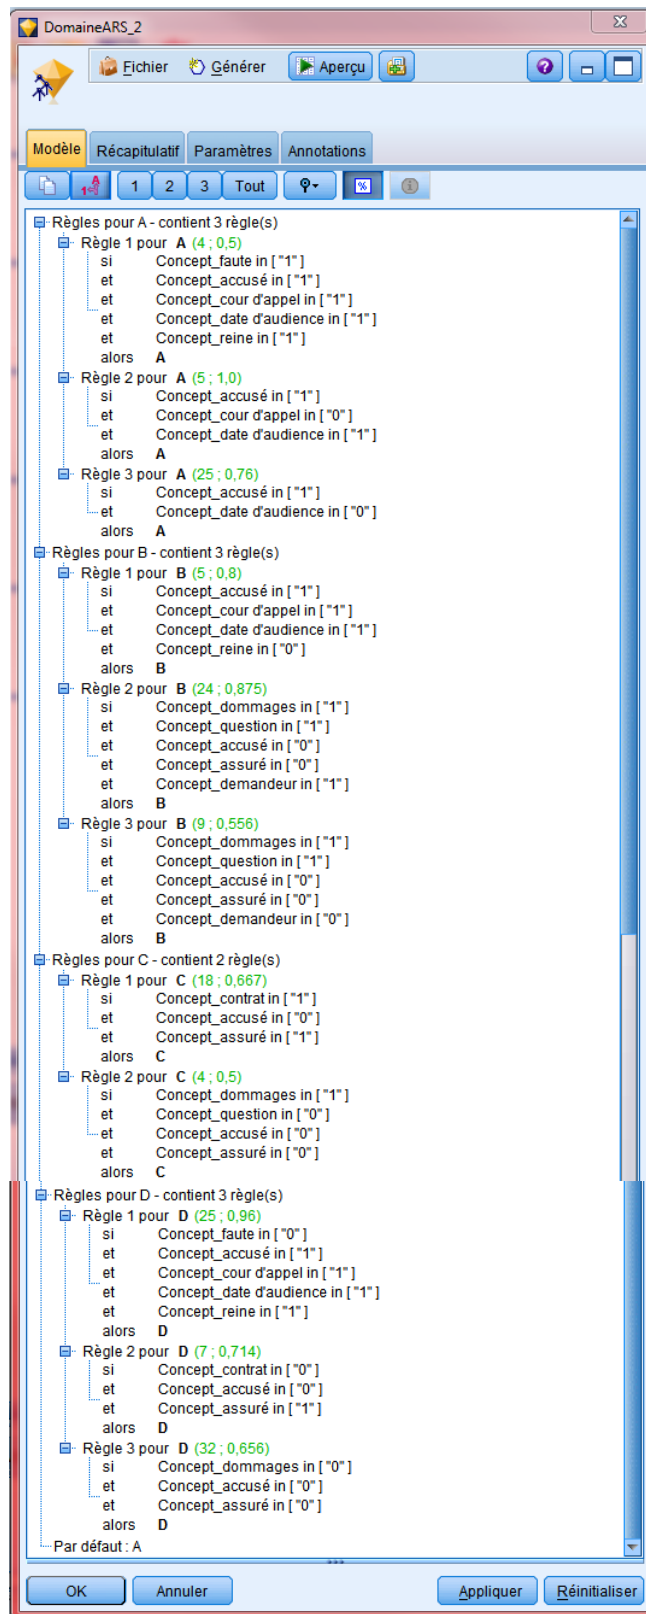 DomaineARS_2
Fichier Générer Aperçu
Modèle Récapitulatif Paramètres Annotations
1 2 3 Tout %
Règles pour A - contient 3 règle(s)
Règle 1 pour A (4 ; 0,5)
si Concept_faute in [ "1" ]
et Concept_accusé in [ "1" ]
et Concept_cour d'appel in [ "1" ]
et Concept_date d'audience in [ "1" ]
et Concept_reine in [ "1" ]
alors A
Règle 2 pour A (5 ; 1,0)
si Concept_accusé in [ "1" ]
et Concept_cour d'appel in [ "0" ]
et Concept_date d'audience in [ "1" ]
alors A
Règle 3 pour A (25 ; 0,76)
si Concept_accusé in [ "1" ]
et Concept_date d'audience in [ "0" ]
alors A
Règles pour B - contient 3 règle(s)
Règle 1 pour B (5 ; 0,8)
si Concept_accusé in [ "1" ]
et Concept_cour d'appel in [ "1" ]
et Concept_date d'audience in [ "1" ]
et Concept_reine in [ "0" ]
alors B
Règle 2 pour B (24 ; 0,875)
si Concept_dommages in [ "1" ]
et Concept_question in [ "1" ]
et Concept_accusé in [ "0" ]
et Concept_assuré in [ "0" ]
et Concept_demandeur in [ "1" ]
alors B
Règle 3 pour B (9 ; 0,556)
si Concept_dommages in [ "1" ]
et Concept_question in [ "1" ]
et Concept_accusé in [ "0" ]
et Concept_assuré in [ "0" ]
et Concept_demandeur in [ "0" ]
alors B
Règles pour C - contient 2 règle(s)
Règle 1 pour C (18 ; 0,667)
si Concept_contrat in [ "1" ]
et Concept_accusé in [ "0" ]
et Concept_assuré in [ "1" ]
alors C
Règle 2 pour C (4 ; 0,5)
si Concept_dommages in [ "1" ]
et Concept_question in [ "0" ]
et Concept_accusé in [ "0" ]
et Concept_assuré in [ "0" ]
alors C
Règles pour D - contient 3 règle(s)
Règle 1 pour D (25 ; 0,96)
si Concept_faute in [ "0" ]
et Concept_accusé in [ "1" ]
et Concept_cour d'appel in [ "1" ]
et Concept_date d'audience in [ "1" ]
et Concept_reine in [ "1" ]
alors D
Règle 2 pour D (7 ; 0,714)
si Concept_contrat in [ "0" ]
et Concept_accusé in [ "0" ]
et Concept_assuré in [ "1" ]
alors D
Règle 3 pour D (32 ; 0,656)
si Concept_dommages in [ "0" ]
et Concept_accusé in [ "0" ]
et Concept_assuré in [ "0" ]
alors D
Par défaut : A
OK Annuler Appliquer Réinitialiser